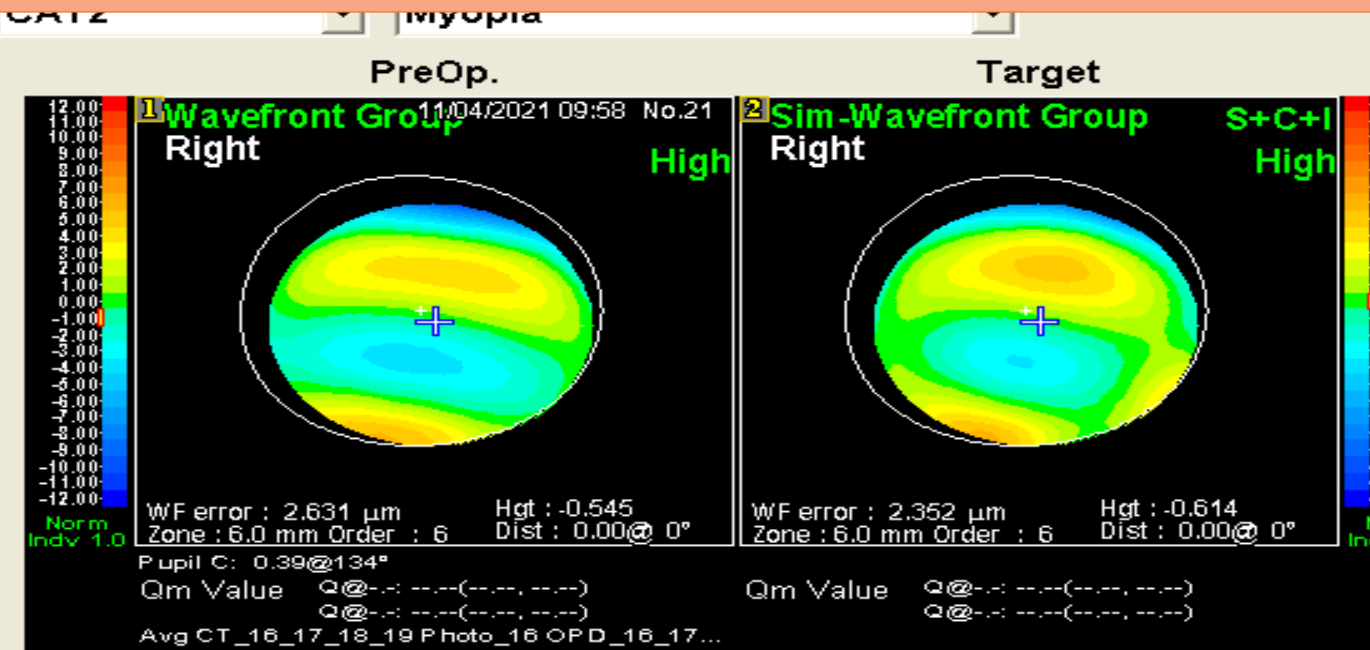 CAT2 Myopia
PreOp. Target
12.00
11.00
10.00
9.00
8.00
7.00
6.00
5.00
4.00
3.00
2.00
1.00
0.00
-1.00
-2.00
-3.00
-4.00
-5.00
-6.00
-7.00
-8.00
-9.00
-10.00
-11.00
-12.00
Norm
Indv 1.0
1 Wavefront Group 11/04/2021 09:58 No.21
Right
High
WF error : 2.631 µm Hgt : -0.545
Zone : 6.0 mm Order : 6 Dist : 0.00@ 0°
Pupil C: 0.39@134°
Qm Value Q@-.-: --.--(--.--, --.--)
Q@-.-: --.--(--.--, --.--)
Avg CT_16_17_18_19 Photo_16 OPD_16_17...
2 Sim-Wavefront Group S+C+I
Right
High
WF error : 2.352 µm Hgt : -0.614
Zone : 6.0 mm Order : 6 Dist : 0.00@ 0°
Qm Value Q@-.-: --.--(--.--, --.--)
Q@-.-: --.--(--.--, --.--)